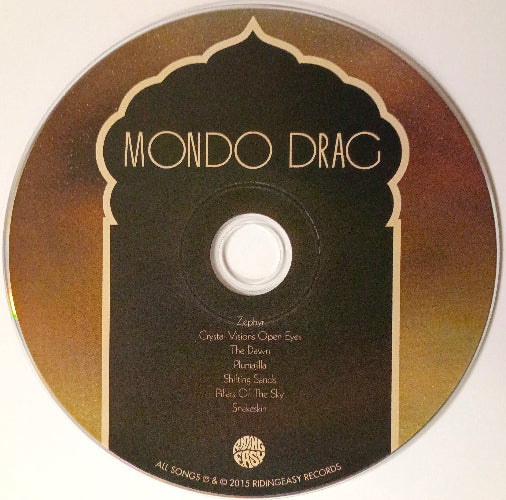 MONDO DRAG
Zephyr
Crystal Visions Open Eyes
The Dawn
Plumajilla
Shifting Sands
Pillars Of The Sky
Snakeskin
RIDING
EASY
ALL SONGS ℗ & © 2015 RIDINGEASY RECORDS